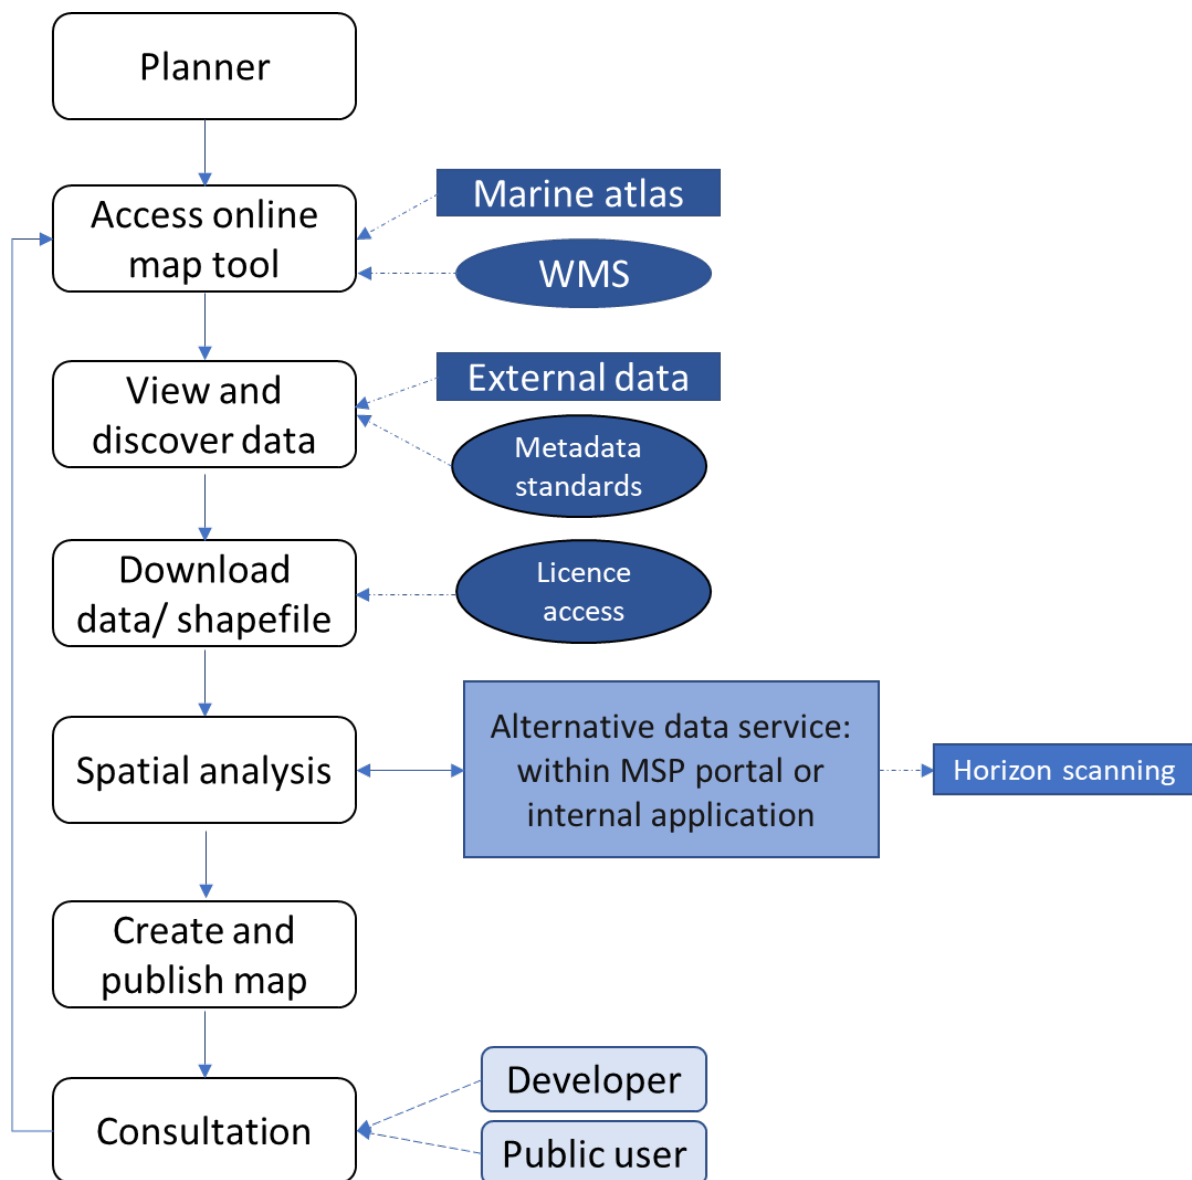 Planner
Access online
map tool
Marine atlas
WMS
View and
discover data
External data
Metadata
standards
Download
data/ shapefile
Licence
access
Spatial analysis
Alternative data service:
within MSP portal or
internal application
Horizon scanning
Create and
publish map
Consultation
Developer
Public user